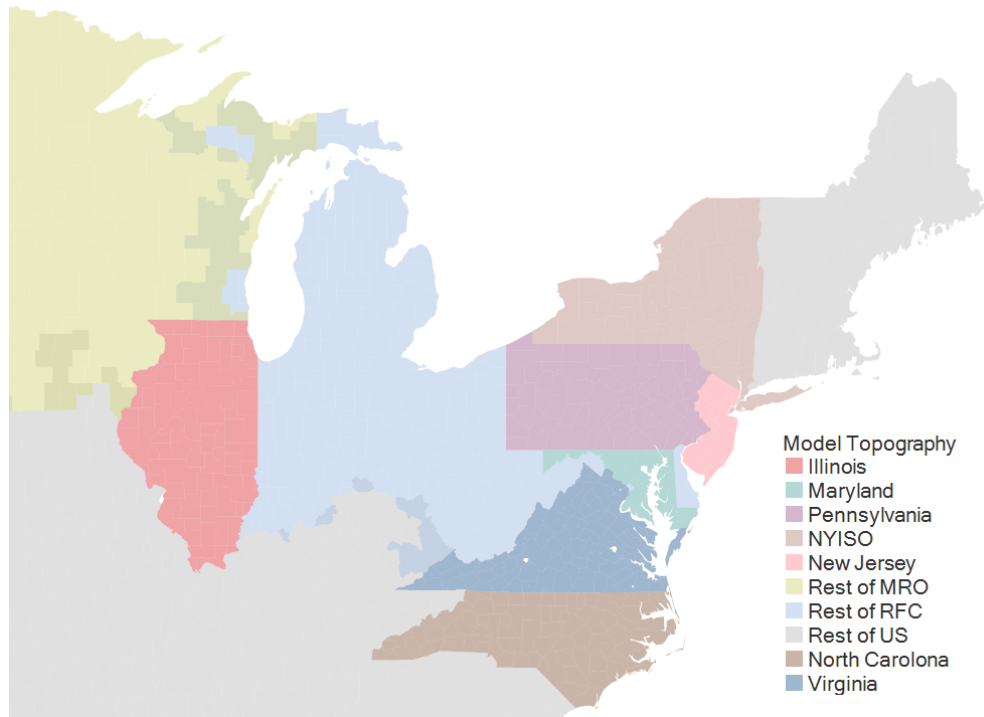 Model Topography
Illinois
Maryland
Pennsylvania
NYISO
New Jersey
Rest of MRO
Rest of RFC
Rest of US
North Carolona
Virginia